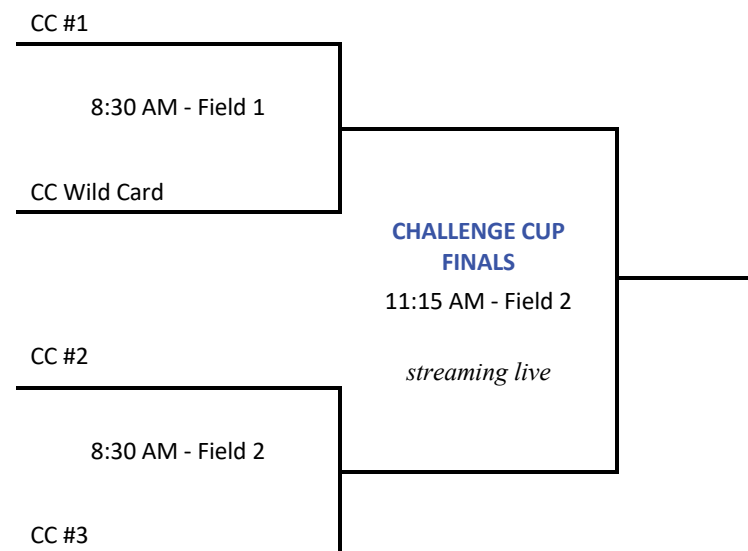 CC #1
8:30 AM - Field 1
CC Wild Card
CHALLENGE CUP
FINALS
11:15 AM - Field 2
streaming live
CC #2
8:30 AM - Field 2
CC #3